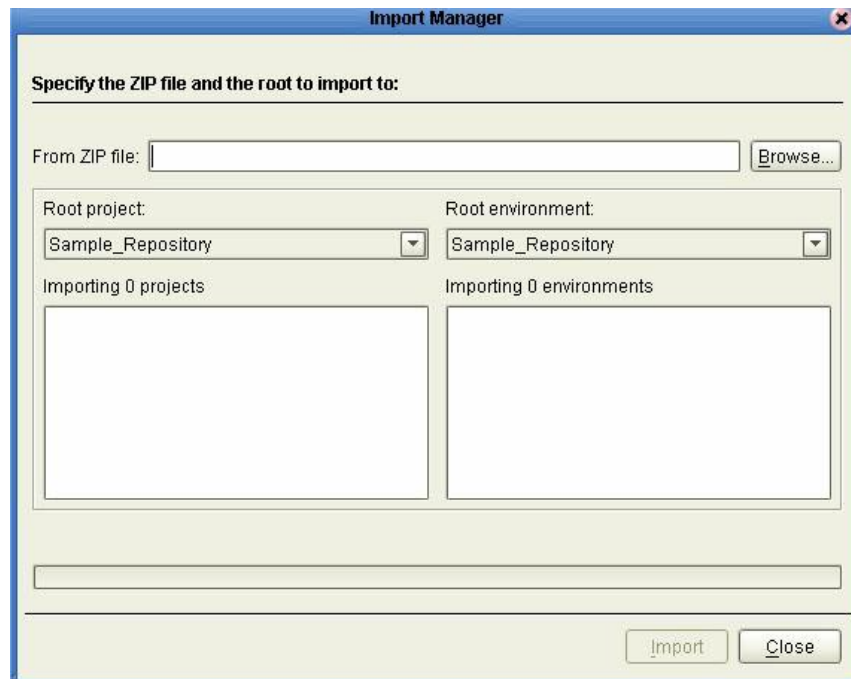 Import Manager
Specify the ZIP file and the root to import to:
From ZIP file:
Browse...
Root project:
Root environment:
Sample_Repository
Sample_Repository
Importing 0 projects
Importing 0 environments
Import
Close